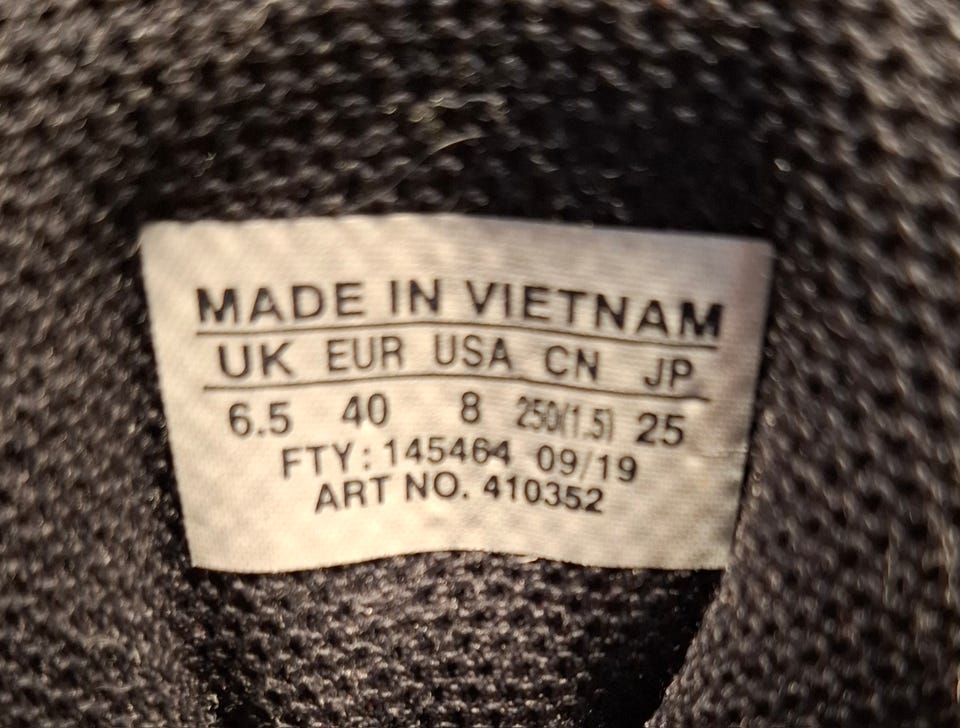 MADE IN VIETNAM
UK EUR USA CN JP
6.5 40 8 250(1.5) 25
FTY: 145464 09/19
ART NO. 410352